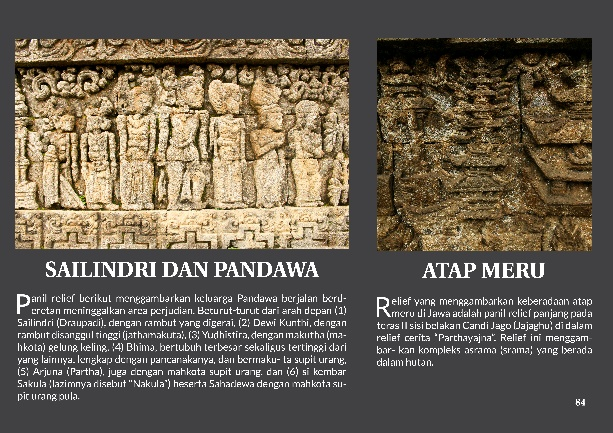 SAILINDRI DAN PANDAWA
Panil relief berikut menggambarkan keluarga Pandawa berjalan berd-
eretan meninggalkan area perjudian. Beturut-turut dari arah depan (1)
Sailindri (Draupadi), dengan rambut yang digerai, (2) Dewi Kunthi, dengan
rambut disanggul tinggi (jathamakuta), (3) Yudhistira, dengan makutha (ma-
hkota) gelung keling, (4) Bhima, bertubuh terbesar sekaligus tertinggi dari
yang lainnya, lengkap dengan pancanakanya, dan bermaku- ta supit urang,
(5) Arjuna (Partha), juga dengan mahkota supit urang, dan (6) si kembar
Sakula (lazimnya disebut "Nakula") beserta Sahadewa dengan mahkota su-
pit urang pula.
ATAP MERU
Relief yang menggambarkan keberadaan atap
meru di Jawa adalah panil relief panjang pada
teras II sisi belakan Candi Jago (Jajaghu) di dalam
relief cerita "Parthayajna". Relief ini menggam-
bar- kan kompleks asrama (srama) yang berada
dalam hutan.
84